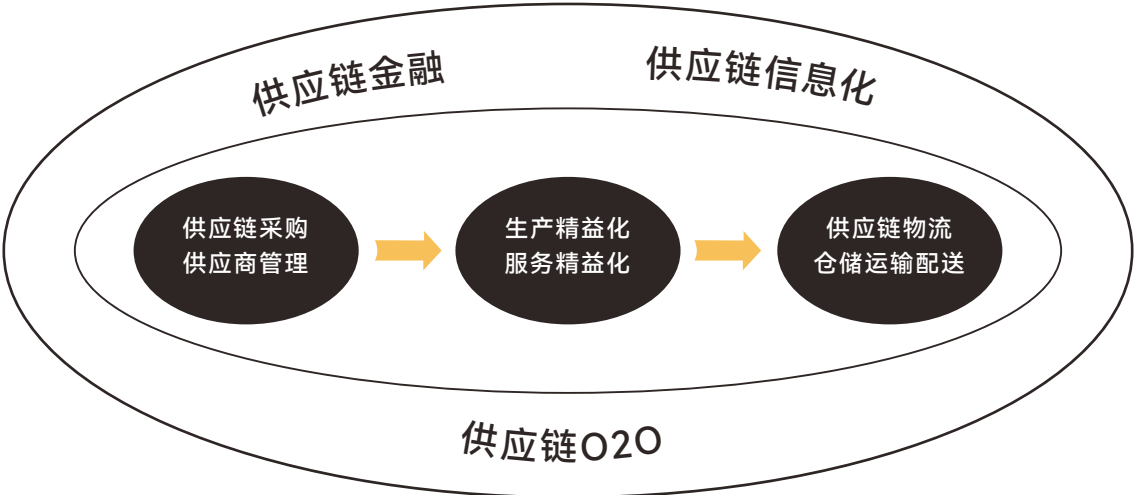 供应链金融
供应链信息化
供应链采购
供应商管理
生产精益化
服务精益化
供应链物流
仓储运输配送
供应链O2O